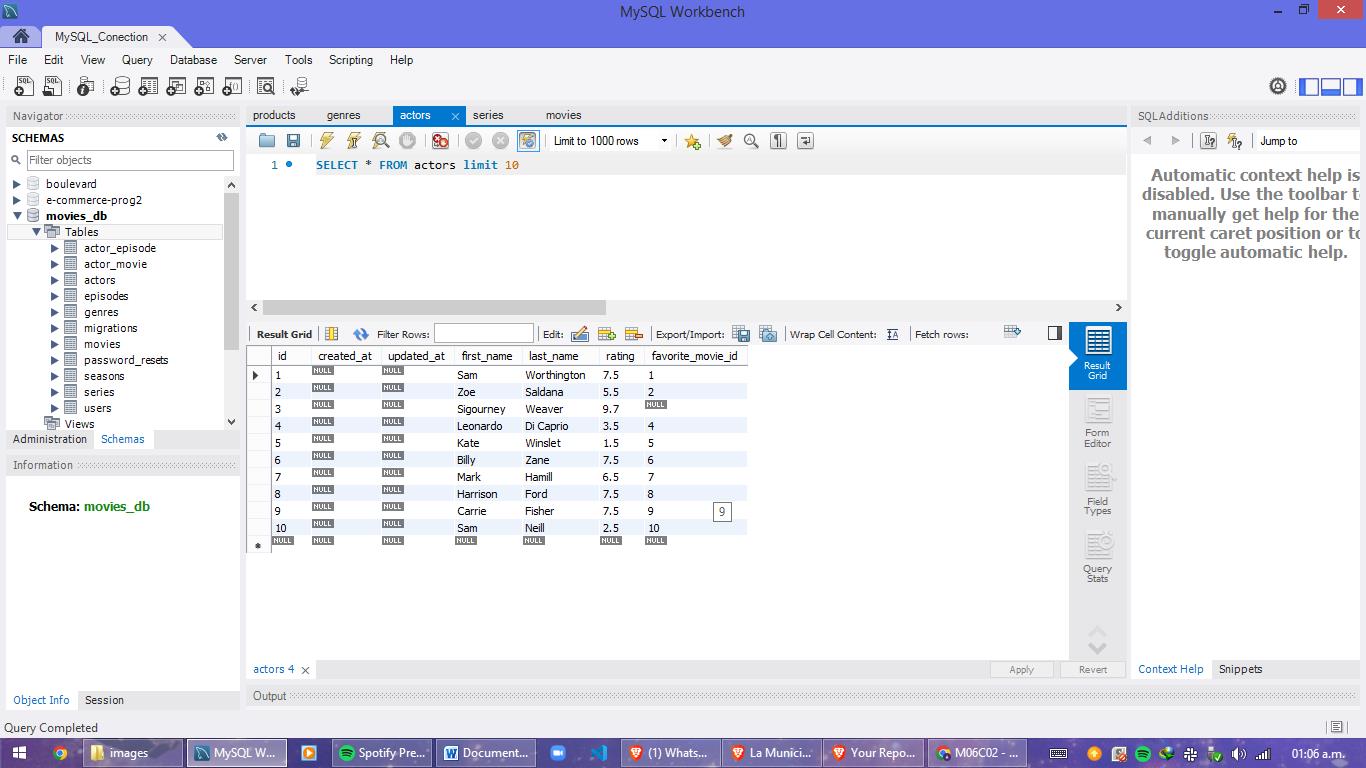 MySQL Workbench
MySQL_Conection
File Edit View Query Database Server Tools Scripting Help
Navigator
SCHEMAS
Filter objects
boulevard
e-commerce-prog2
movies_db
Tables
actor_episode
actor_movie
actors
episodes
genres
migrations
movies
password_resets
seasons
series
users
Views
Administration Schemas
Information
Schema: movies_db
Object Info Session
products genres actors series movies
Limit to 1000 rows
1 SELECT * FROM actors limit 10
Result Grid Filter Rows: Edit: Export/Import: Wrap Cell Content: Fetch rows:
id created_at updated_at first_name last_name rating favorite_movie_id
1 NULL NULL Sam Worthington 7.5 1
2 NULL NULL Zoe Saldana 5.5 2
3 NULL NULL Sigourney Weaver 9.7 NULL
4 NULL NULL Leonardo Di Caprio 3.5 4
5 NULL NULL Kate Winslet 1.5 5
6 NULL NULL Billy Zane 7.5 6
7 NULL NULL Mark Hamill 6.5 7
8 NULL NULL Harrison Ford 7.5 8
9 NULL NULL Carrie Fisher 7.5 9
9
10 NULL NULL Sam Neill 2.5 10
NULL NULL NULL NULL NULL NULL NULL
Result
Grid
Form
Editor
Field
Types
Query
Stats
actors 4
Apply Revert
Output
SQLAdditions
Jump to
Automatic context help is
disabled. Use the toolbar t
manually get help for the
current caret position or to
toggle automatic help.
Context Help Snippets
Query Completed
images MySQL W... Spotify Pre... Document... (1) Whats... La Munici... Your Repo... M06C02 - ... 01:06 a.m.